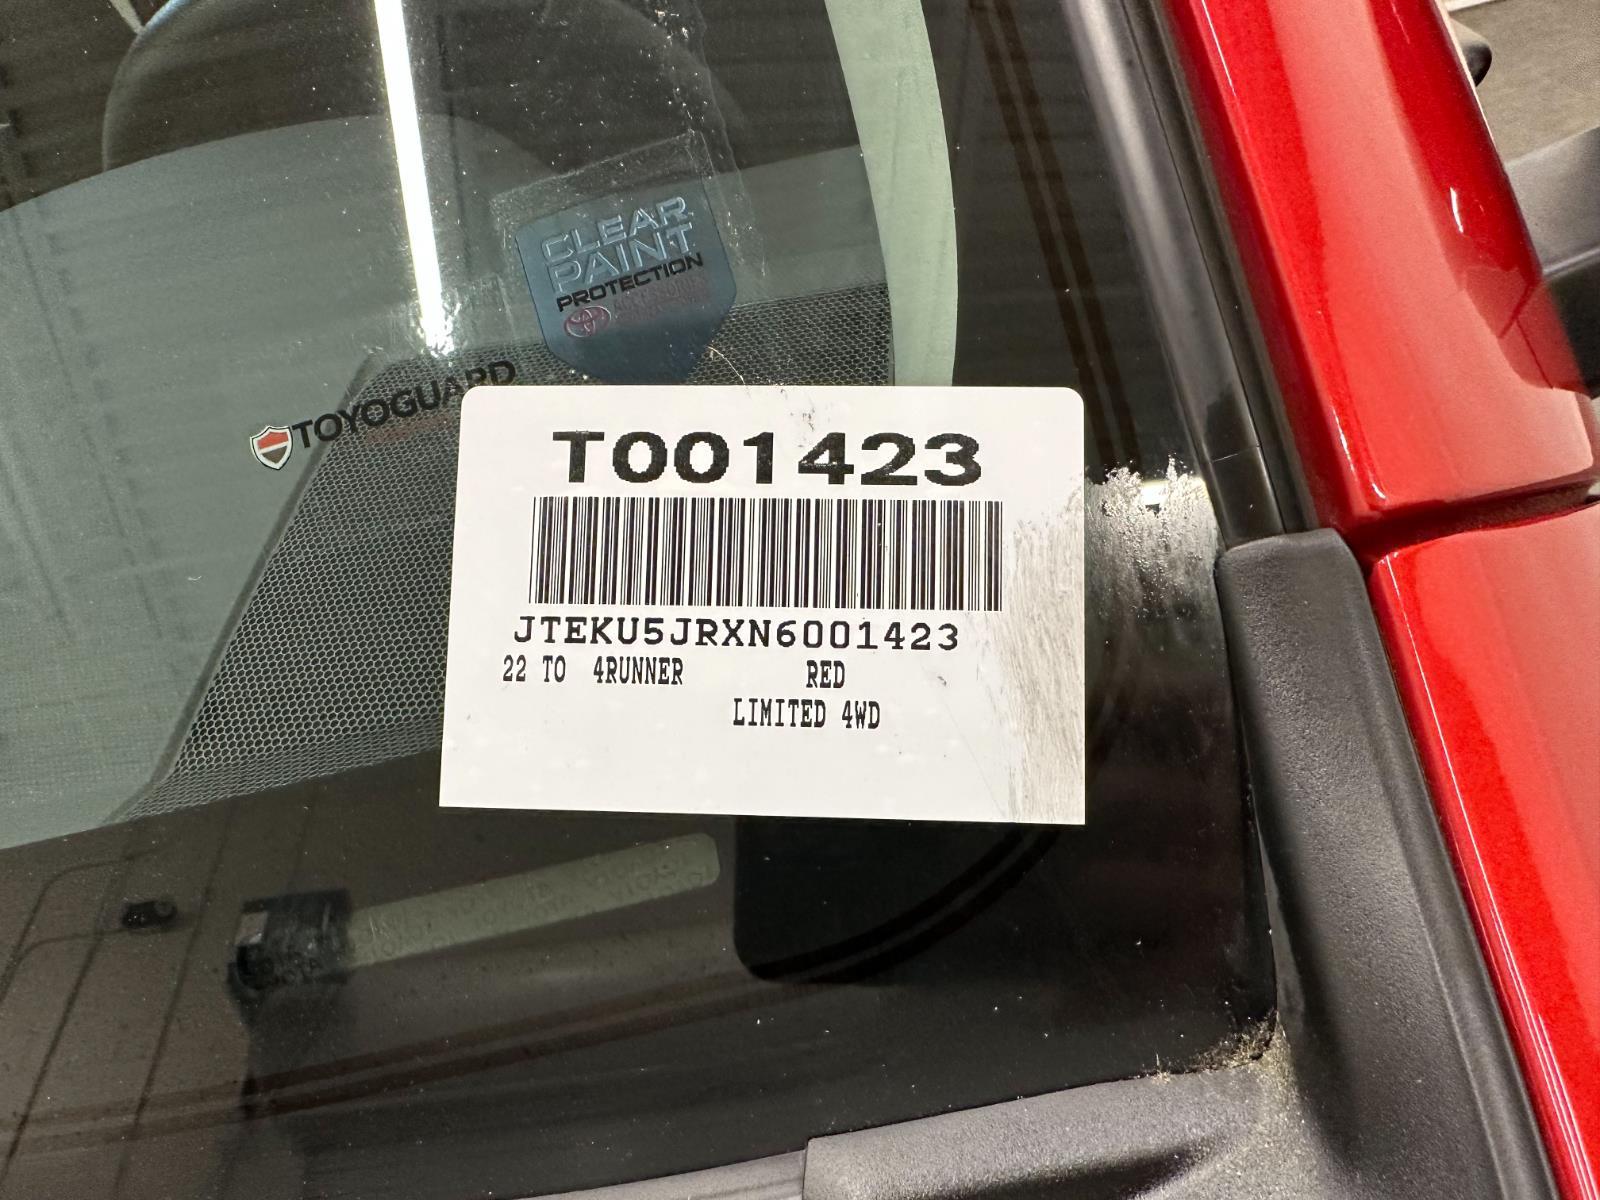 CLEAR
PAINT
PROTECTION
TOYOGUARD
T001423
JTEKU5JRXN6001423
22 TO 4RUNNER RED
LIMITED 4WD